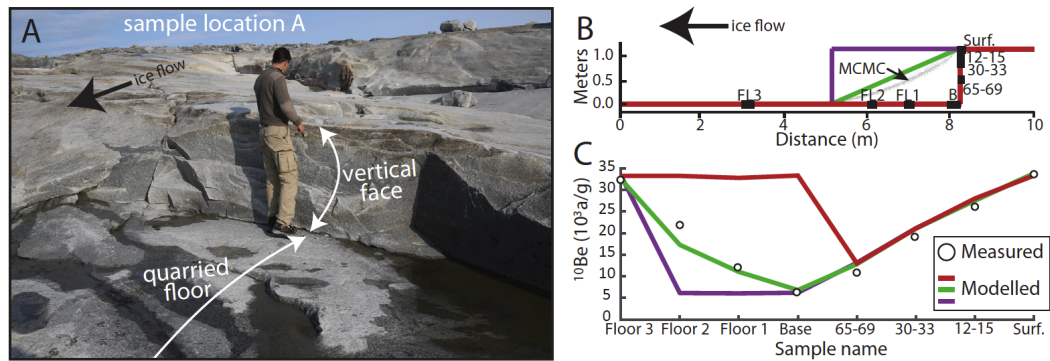 A
sample location A
ice flow
vertical
face
quarried
floor
B
ice flow
Meters
1.0
0.5
0.0
MCMC
Surf.
12-15
30-33
65-69
FL3
FL2
FL1
B
0
2
4
6
8
10
Distance (m)
C
¹⁰Be (10³a/g)
35
30
25
20
15
10
5
0
Measured
Modelled
Floor 3
Floor 2
Floor 1
Base
65-69
30-33
12-15
Surf.
Sample name